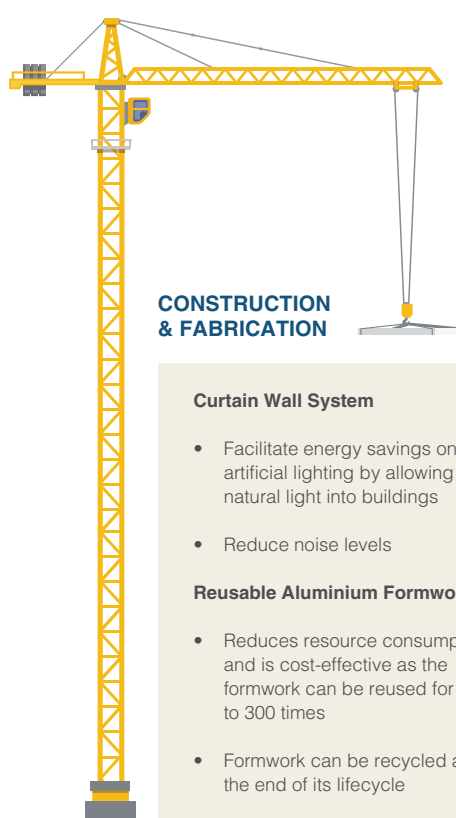 CONSTRUCTION
& FABRICATION
Curtain Wall System
• Facilitate energy savings on
artificial lighting by allowing
natural light into buildings
• Reduce noise levels
Reusable Aluminium
• Reduces resource
and is cost-effective as the
formwork can be reused for
to 300 times
• Formwork can be recycled
the end of its lifecycle